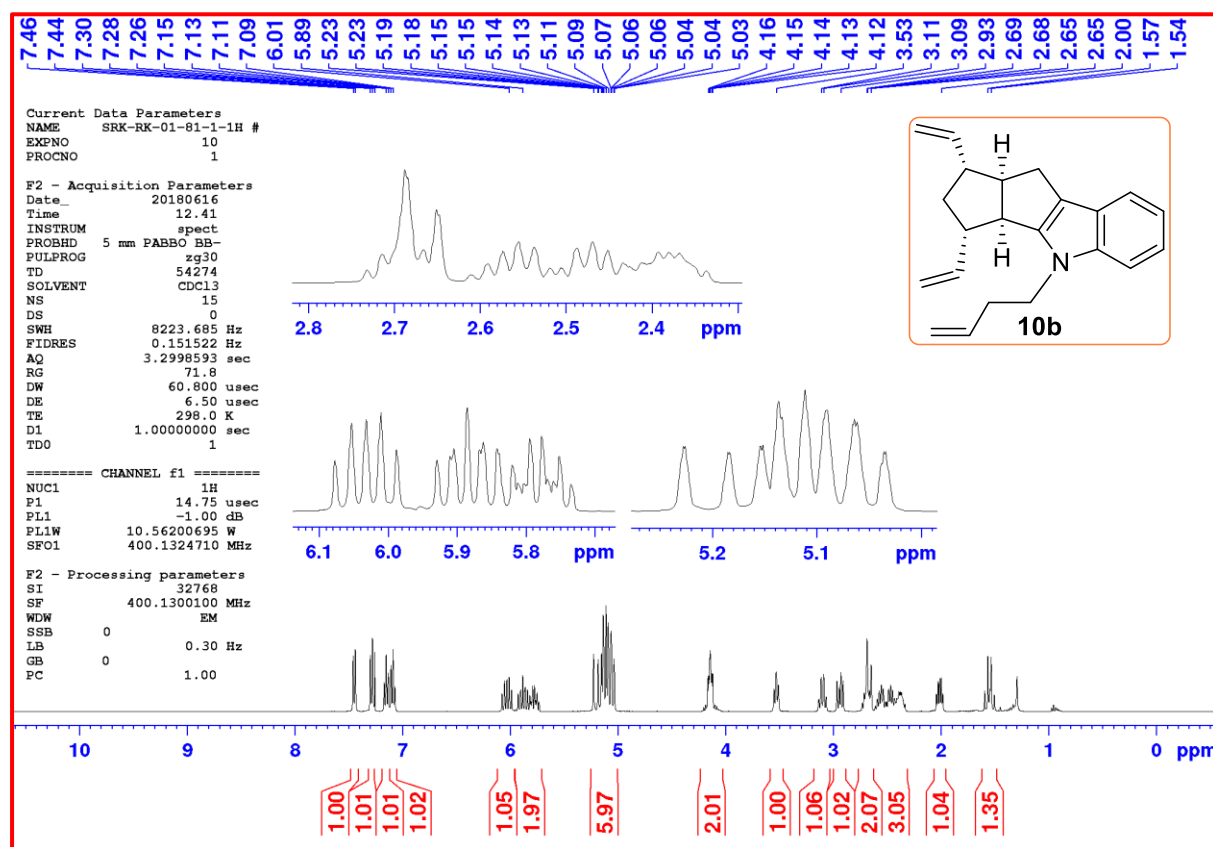 7.46 7.44 7.30 7.28 7.26 7.15 7.13 7.11 7.09 6.01 5.89 5.23 5.23 5.19 5.18 5.15 5.15 5.14 5.13 5.11 5.09 5.07 5.06 5.06 5.04 5.04 5.03 4.16 4.15 4.14 4.13 4.12 3.53 3.11 3.09 2.93 2.69 2.68 2.65 2.65 2.00 1.57 1.54
Current Data Parameters
NAME SRK-RK-01-81-1-1H #
EXPNO 10
PROCNO 1
F2 - Acquisition Parameters
Date_ 20180616
Time 12.41
INSTRUM spect
PROBHD 5 mm PABBO BB-
PULPROG zg30
TD 54274
SOLVENT CDCl3
NS 15
DS 0
SWH 8223.685 Hz
FIDRES 0.151522 Hz
AQ 3.2998593 sec
RG 71.8
DW 60.800 usec
DE 6.50 usec
TE 298.0 K
D1 1.00000000 sec
TD0 1
======== CHANNEL f1 ========
NUC1 1H
P1 14.75 usec
PL1 -1.00 dB
PL1W 10.56200695 W
SFO1 400.1324710 MHz
F2 - Processing parameters
SI 32768
SF 400.1300100 MHz
WDW EM
SSB 0
LB 0.30 Hz
GB 0
PC 1.00
H
H
N
10b
2.8 2.7 2.6 2.5 2.4 ppm
6.1 6.0 5.9 5.8 ppm
5.2 5.1 ppm
10 9 8 7 6 5 4 3 2 1 0 ppm
1.00 1.01 1.01 1.02 1.05 1.97 5.97 2.01 1.00 1.06 1.02 2.07 3.05 1.04 1.35